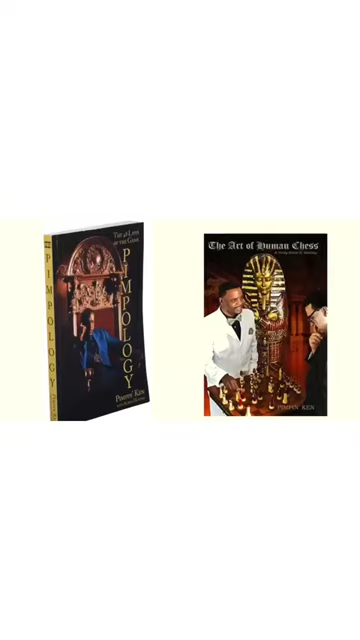 PIMPOLOGY
THE 48 LAWS
OF THE GAME
PIMPOLOGY
PIMPIN' KEN
The Art of Human Chess
PIMPIN' KEN